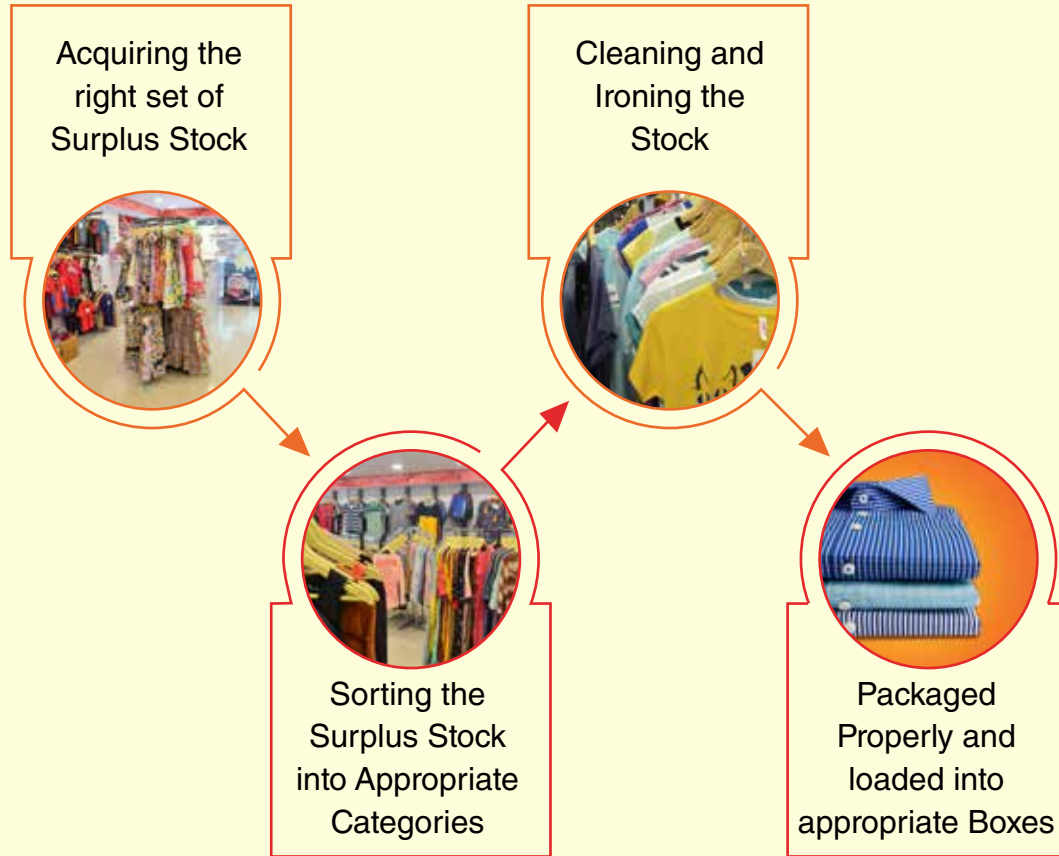 Acquiring the
right set of
Surplus Stock
Sorting the
Surplus Stock
into Appropriate
Categories
Cleaning and
Ironing the
Stock
Packaged
Properly and
loaded into
appropriate Boxes